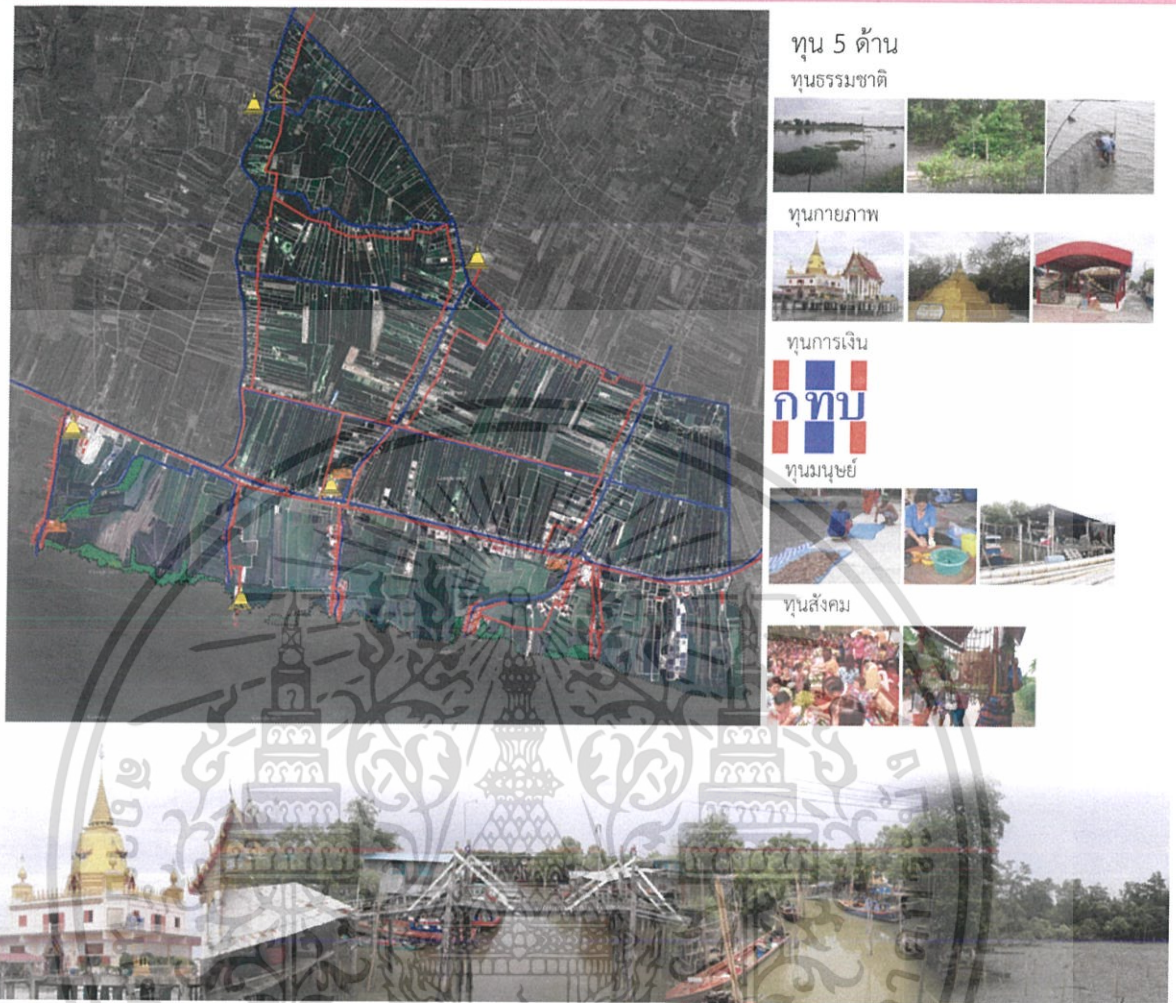 ทุน 5 ด้าน
ทุนธรรมชาติ
ทุนกายภาพ
ทุนการเงิน
กทบ
ทุนมนุษย์
ทุนสังคม